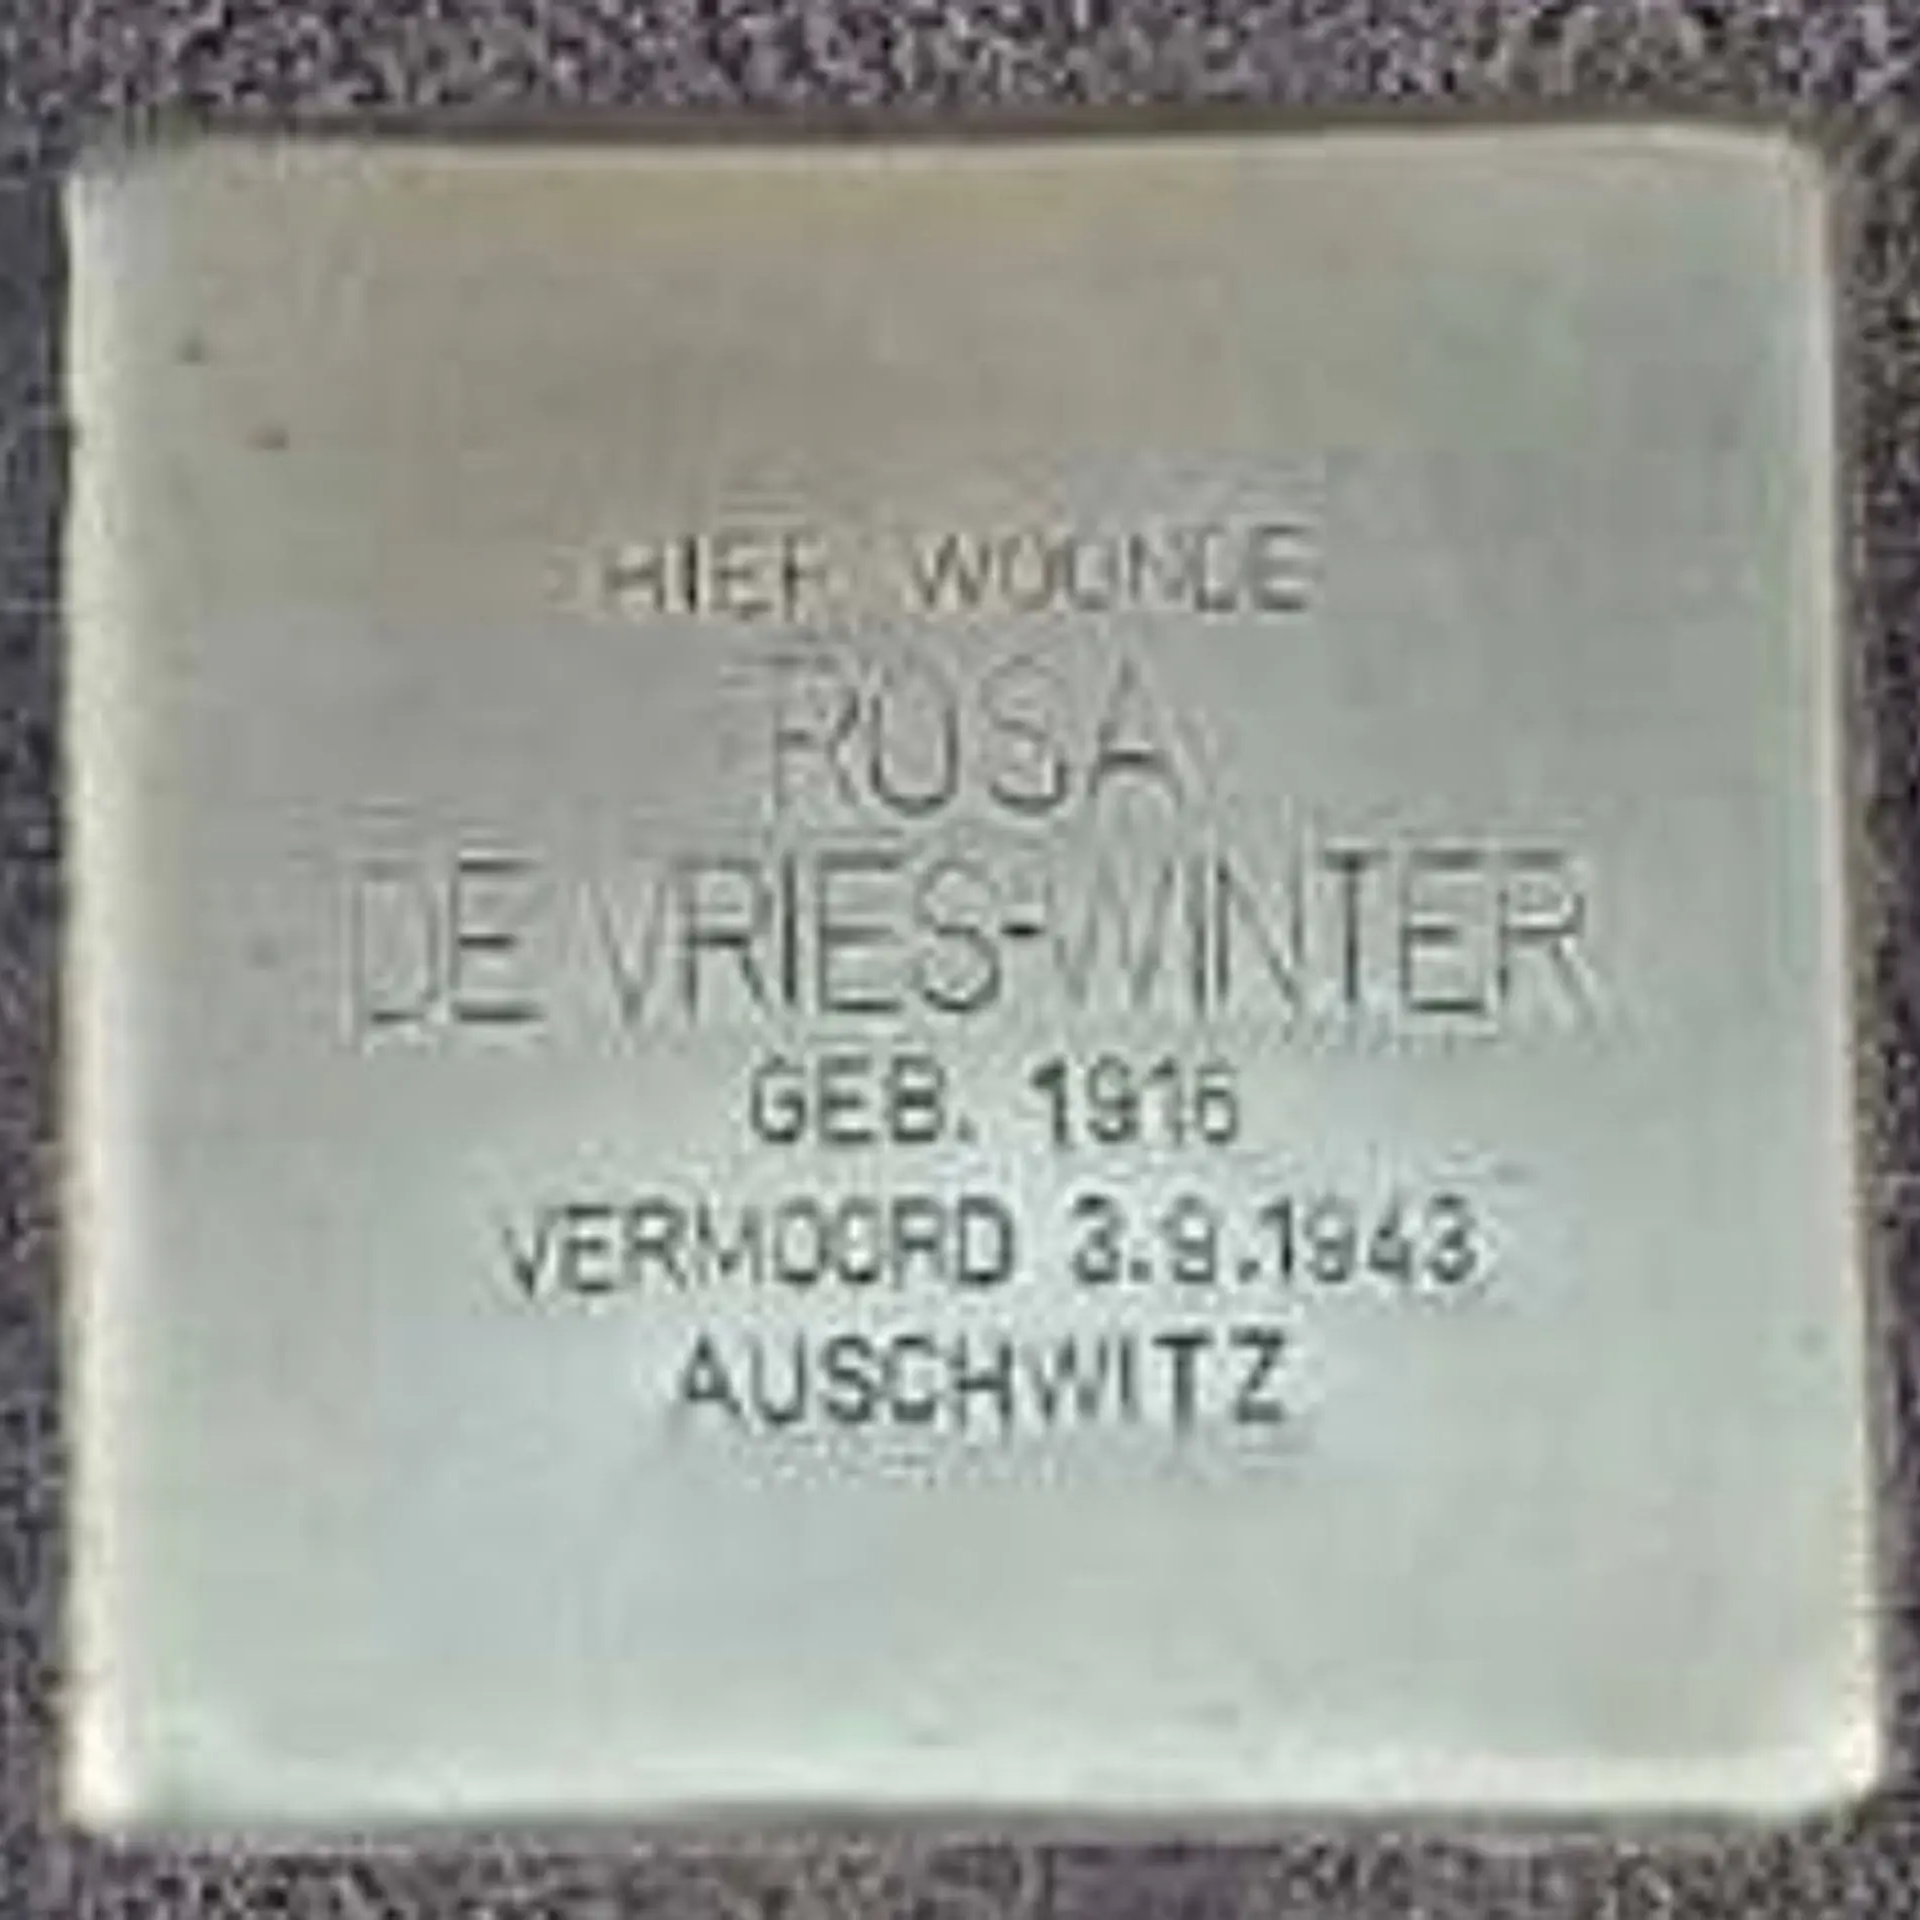 HIER WOONDE
ROSA
DE VRIES-WINTER
GEB. 1916
VERMOORD 3.9.1943
AUSCHWITZ